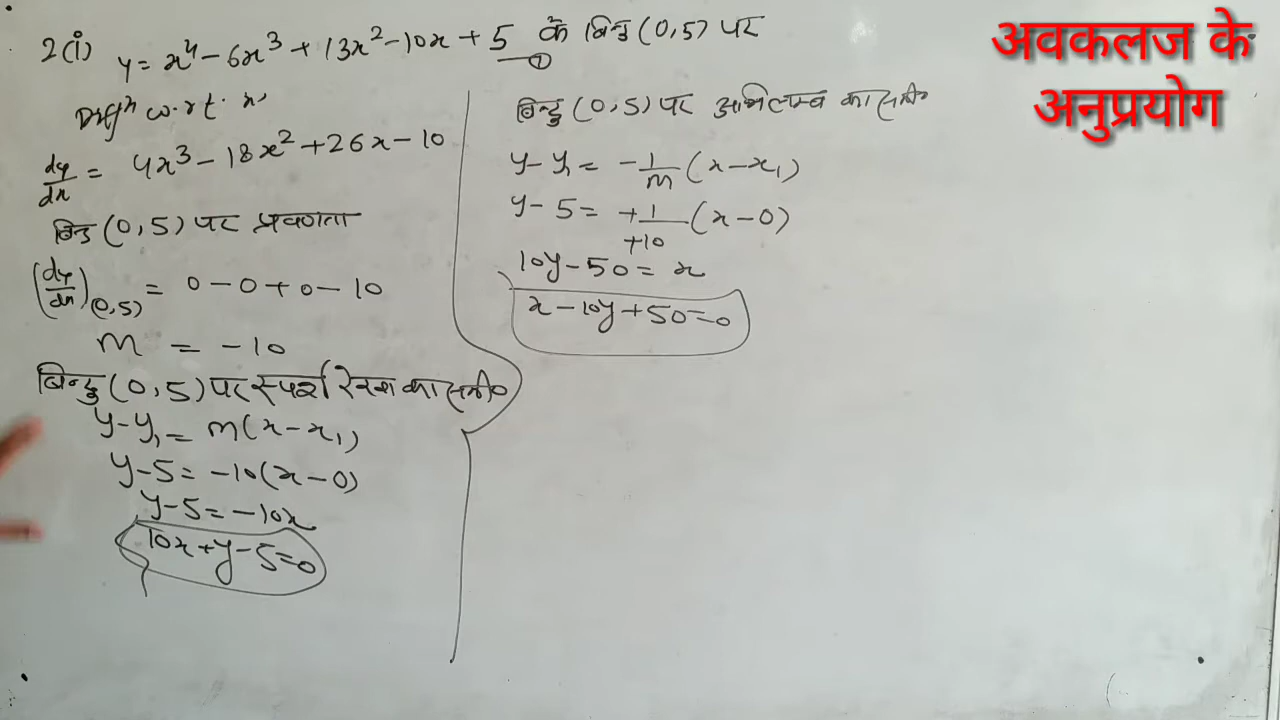 2(i) y = x⁴ - 6x³ + 13x² - 10x + 5 के बिन्दु (0,5) पर
①
Diffⁿ w.r.t. x,
dy/dx = 4x³ - 18x² + 26x - 10
बिन्दु (0,5) पर प्रवणता
(dy/dx)(0,5) = 0 - 0 + 0 - 10
m = -10
बिन्दु (0,5) पर स्पर्श रेखा का समी०
y - y₁ = m(x - x₁)
y - 5 = -10(x - 0)
y - 5 = -10x
10x + y - 5 = 0
बिन्दु (0,5) पर अभिलम्ब का समी०
y - y₁ = -1/m (x - x₁)
y - 5 = +1/+10 (x - 0)
10y - 50 = x
x - 10y + 50 = 0
अवकलज के
अनुप्रयोग